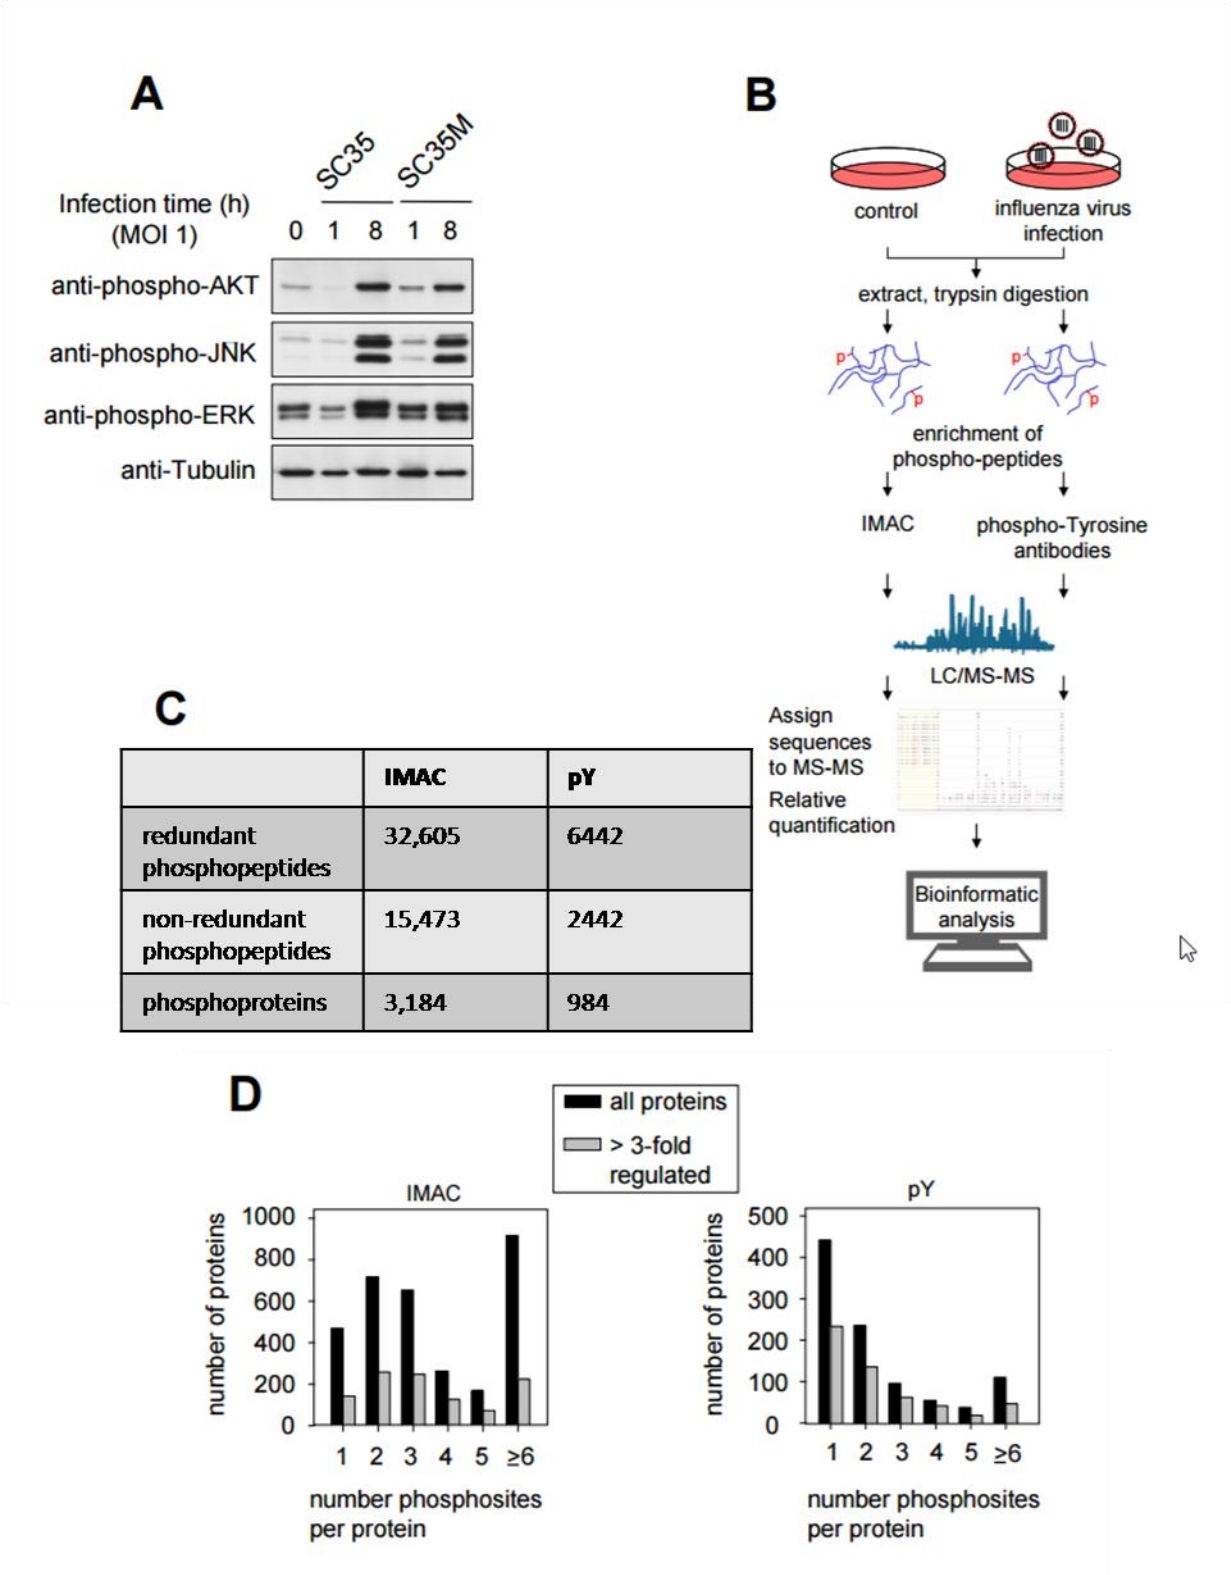 A
SC35
SC35M
Infection time (h)
(MOI 1)
0 1 8 1 8
anti-phospho-AKT
anti-phospho-JNK
anti-phospho-ERK
anti-Tubulin
B
control
influenza virus
infection
extract, trypsin digestion
p
p
p
p
enrichment of
phospho-peptides
IMAC
phospho-Tyrosine
antibodies
LC/MS-MS
Assign
sequences
to MS-MS
Relative
quantification
Bioinformatic
analysis
C
IMAC pY
redundant
phosphopeptides
32,605 6442
non-redundant
phosphopeptides
15,473 2442
phosphoproteins 3,184 984
D
all proteins
> 3-fold
regulated
IMAC
number of proteins
1000
800
600
400
200
0
1 2 3 4 5 ≥6
number phosphosites
per protein
pY
number of proteins
500
400
300
200
100
0
1 2 3 4 5 ≥6
number phosphosites
per protein